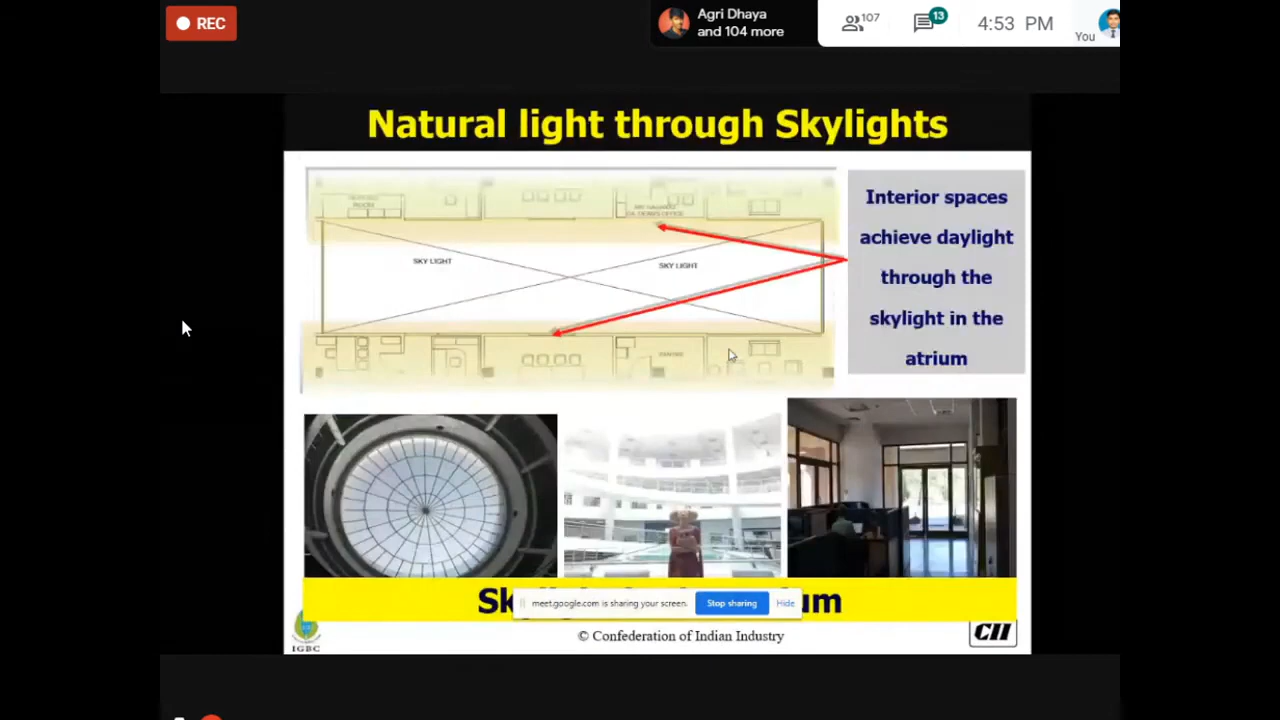 REC
Agri Dhaya
and 104 more
107
13
4:53 PM
You
Natural light through Skylights
ROOM
SKY LIGHT
SKY LIGHT
Interior spaces
achieve daylight
through the
skylight in the
atrium
Sk
um
meet.google.com is sharing your screen.
Stop sharing
Hide
© Confederation of Indian Industry
IGBC
CII